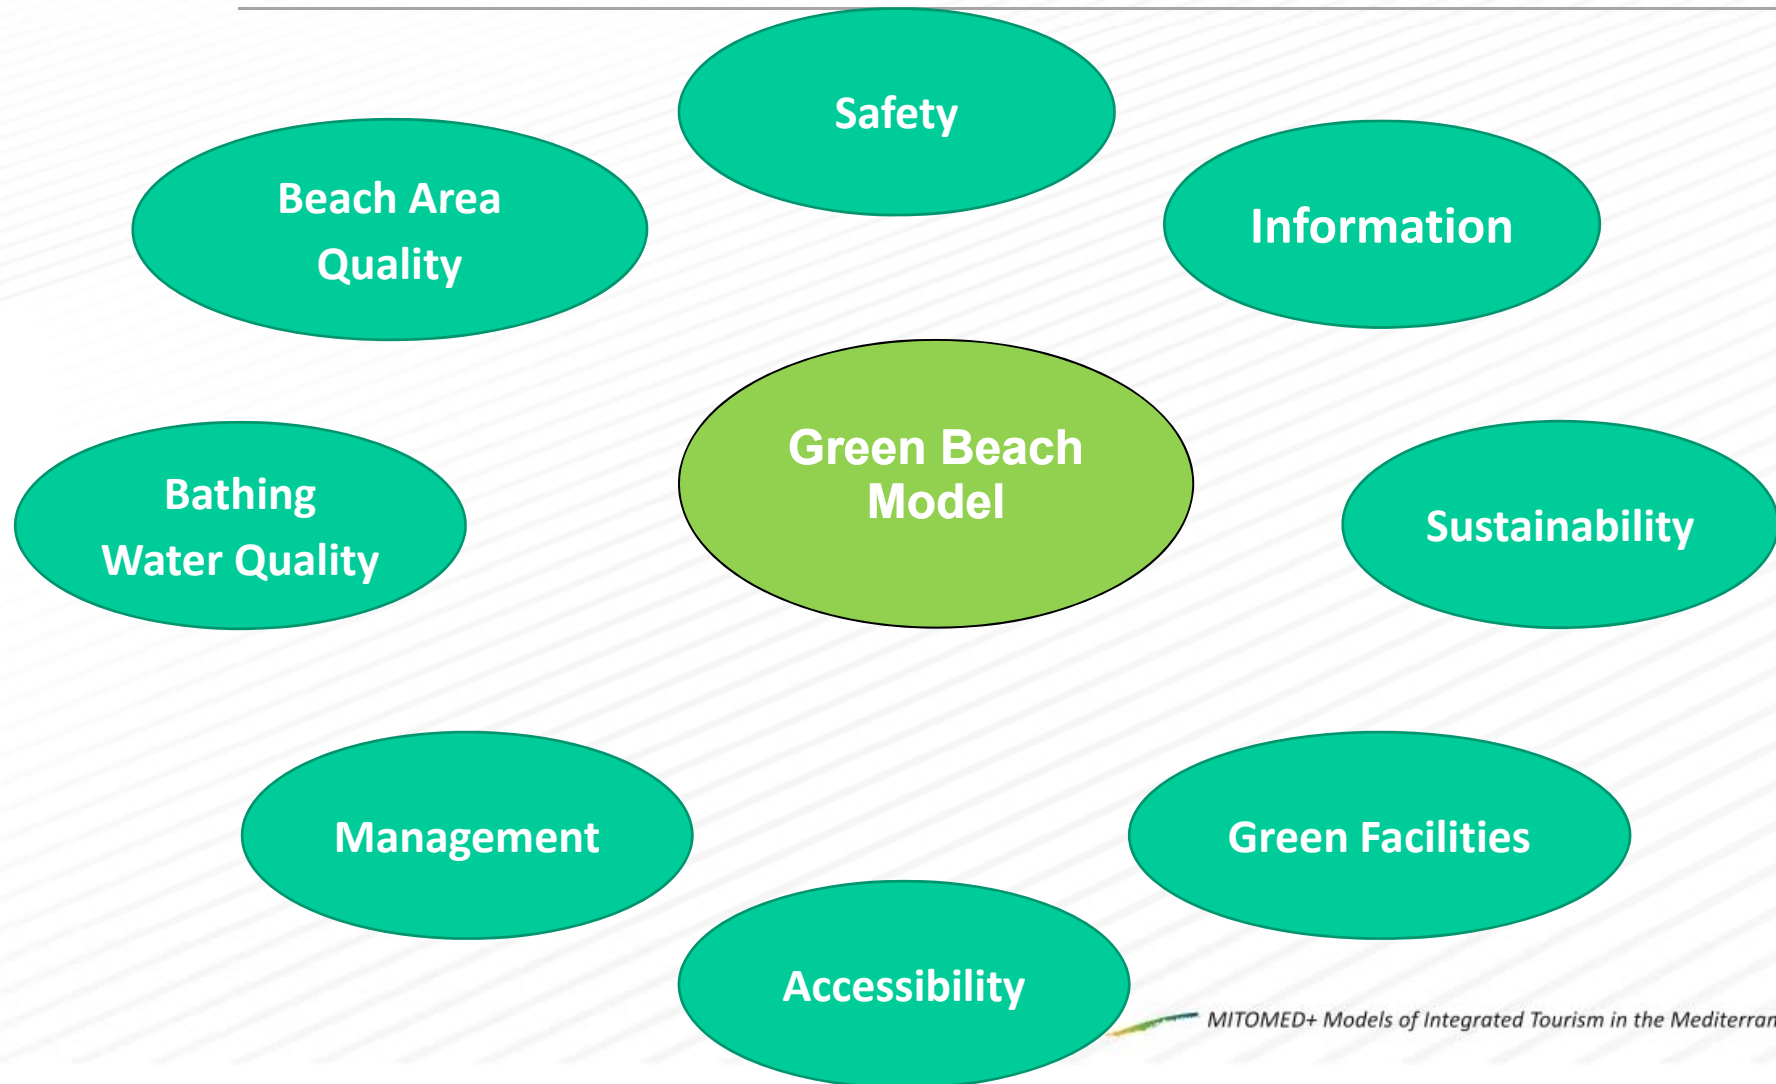 Safety
Beach Area
Quality
Information
Green Beach
Model
Bathing
Water Quality
Sustainability
Management
Green Facilities
Accessibility
MITOMED+ Models of Integrated Tourism in the